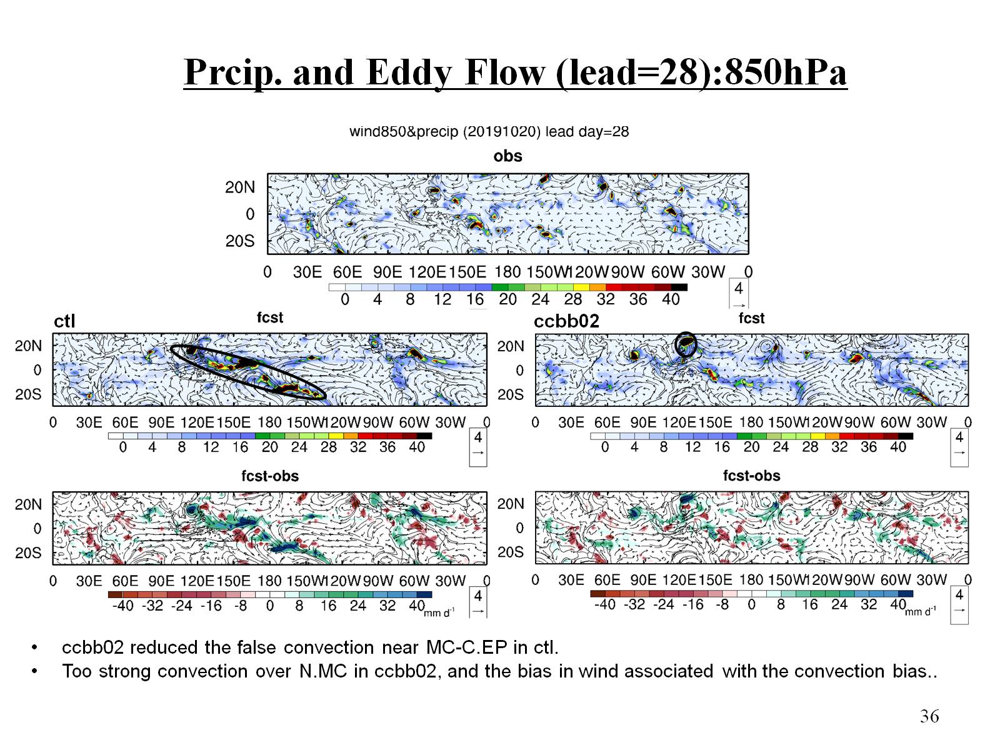 Prcip. and Eddy Flow (lead=28):850hPa
wind850&precip (20191020) lead day=28
obs
20N
0
20S
0 30E 60E 90E 120E 150E 180 150W 120W 90W 60W 30W 0
0 4 8 12 16 20 24 28 32 36 40
4
ctl
fcst
20N
0
20S
0 30E 60E 90E 120E 150E 180 150W 120W 90W 60W 30W 0
0 4 8 12 16 20 24 28 32 36 40
4
ccbb02
fcst
20N
0
20S
0 30E 60E 90E 120E 150E 180 150W 120W 90W 60W 30W 0
0 4 8 12 16 20 24 28 32 36 40
4
fcst-obs
20N
0
20S
0 30E 60E 90E 120E 150E 180 150W 120W 90W 60W 30W 0
-40 -32 -24 -16 -8 0 8 16 24 32 40 mm d⁻¹
4
fcst-obs
20N
0
20S
0 30E 60E 90E 120E 150E 180 150W 120W 90W 60W 30W 0
-40 -32 -24 -16 -8 0 8 16 24 32 40 mm d⁻¹
4
• ccbb02 reduced the false convection near MC-C.EP in ctl.
• Too strong convection over N.MC in ccbb02, and the bias in wind associated with the convection bias..
36